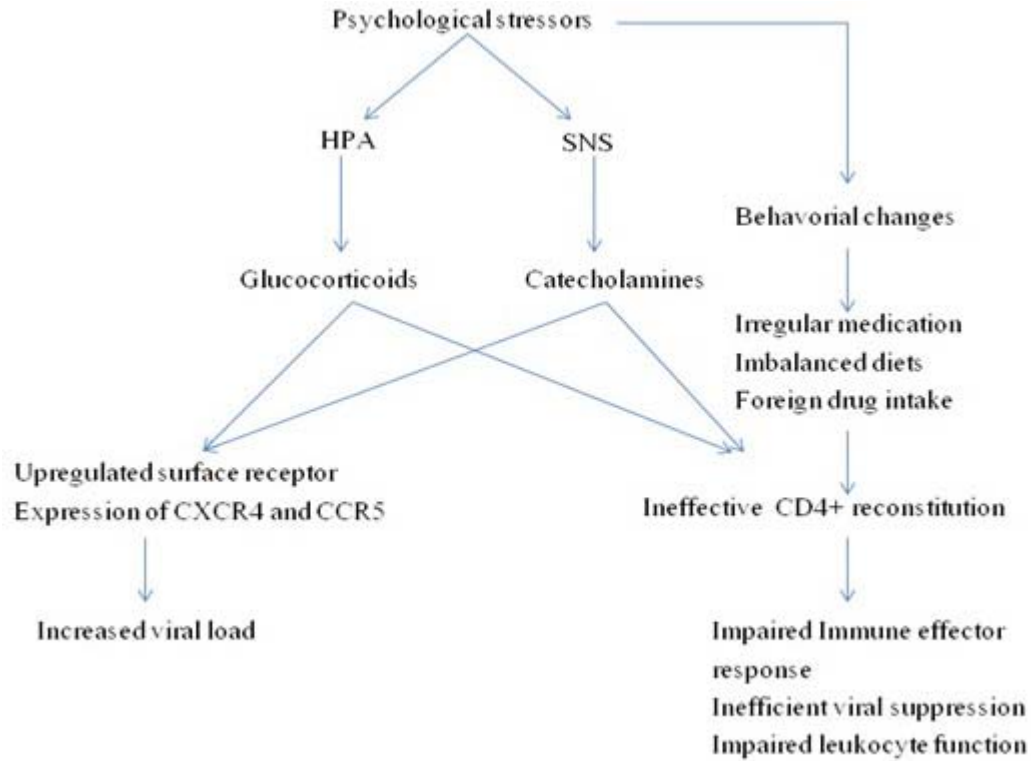 Psychological stressors
HPA
SNS
Behavorial changes
Glucocorticoids
Catecholamines
Irregular medication
Imbalanced diets
Foreign drug intake
Upregulated surface receptor
Expression of CXCR4 and CCR5
Ineffective CD4+ reconstitution
Increased viral load
Impaired Immune effector
response
Inefficient viral suppression
Impaired leukocyte function